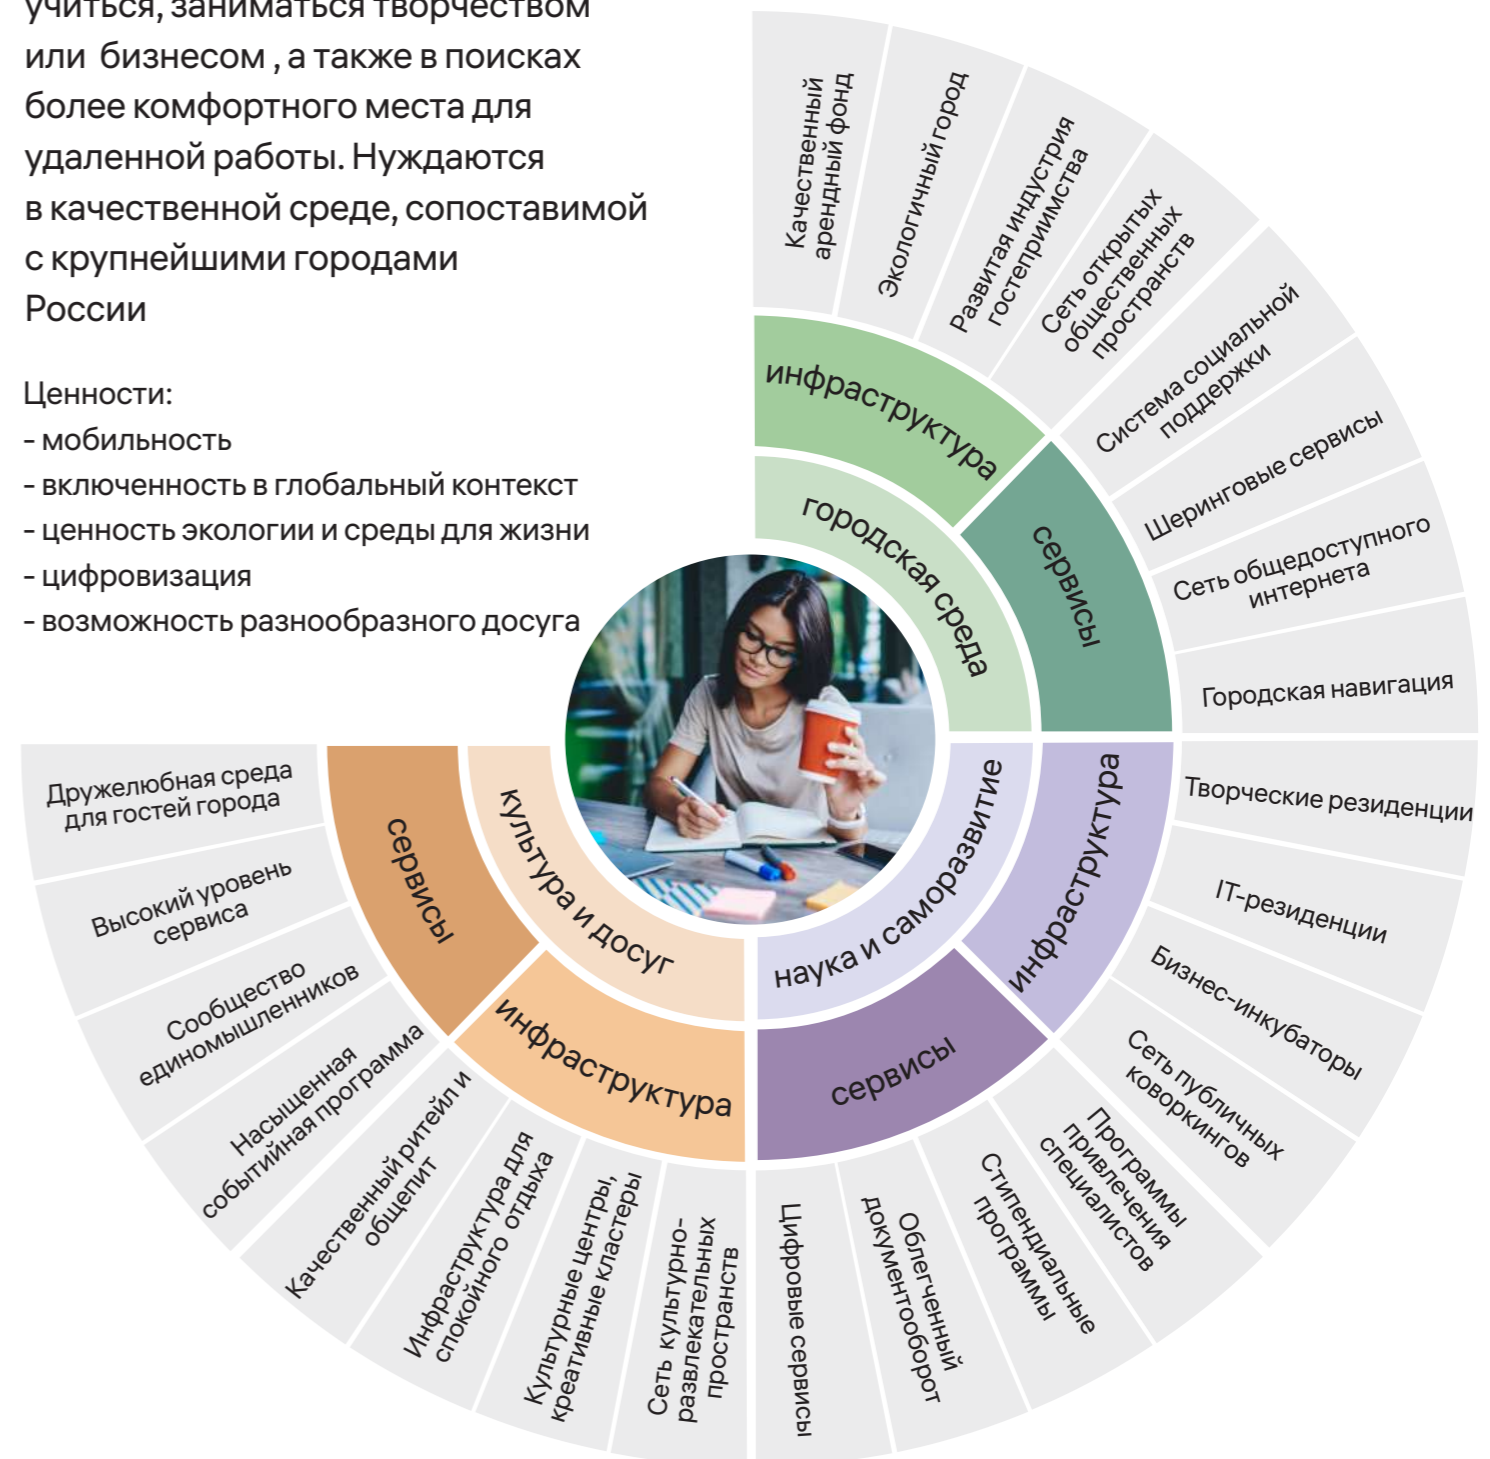 учиться, заниматься творчеством
или бизнесом , а также в поисках
более комфортного места для
удаленной работы. Нуждаются
в качественной среде, сопоставимой
с крупнейшими городами
России
Ценности:
- мобильность
- включенность в глобальный контекст
- ценность экологии и среды для жизни
- цифровизация
- возможность разнообразного досуга
городская среда
инфраструктура
Качественный
арендный фонд
Экологичный город
Развитая индустрия
гостеприимства
Сеть открытых
общественных
пространств
сервисы
Система социальной
поддержки
Шеринговые сервисы
Сеть общедоступного
интернета
Городская навигация
наука и саморазвитие
инфраструктура
Творческие резиденции
IT-резиденции
Бизнес-инкубаторы
Сеть публичных
коворкингов
сервисы
Программы
привлечения
специалистов
Стипендиальные
программы
Облегченный
документооборот
Цифровые сервисы
культура и досуг
инфраструктура
Сеть культурно-
развлекательных
пространств
Культурные центры,
креативные кластеры
Инфраструктура для
спокойного отдыха
Качественный ритейл и
общепит
сервисы
Насыщенная
событийная программа
Сообщество
единомышленников
Высокий уровень
сервиса
Дружелюбная среда
для гостей города